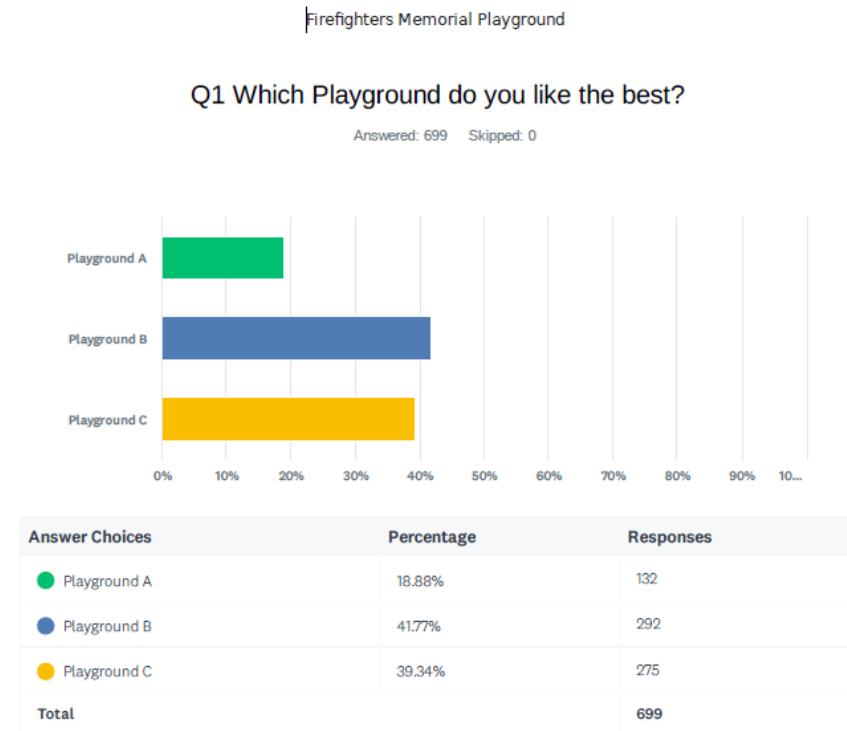 Firefighters Memorial Playground
Q1 Which Playground do you like the best?
Answered: 699 Skipped: 0
Playground A
Playground B
Playground C
0% 10% 20% 30% 40% 50% 60% 70% 80% 90% 10...
Answer Choices Percentage Responses
Playground A 18.88% 132
Playground B 41.77% 292
Playground C 39.34% 275
Total 699